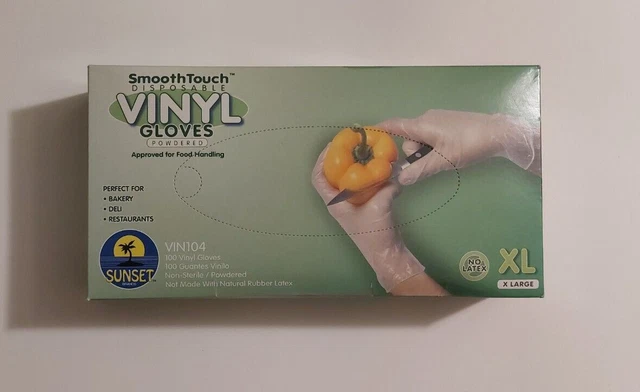 SmoothTouch™
DISPOSABLE
VINYL
GLOVES
POWDERED
Approved for Food Handling
PERFECT FOR
• BAKERY
• DELI
• RESTAURANTS
SUNSET
VIN104
100 Vinyl Gloves
100 Guantes Vinilo
Non-Sterile / Powdered
Not Made With Natural Rubber Latex
NO
LATEX
XL
X LARGE